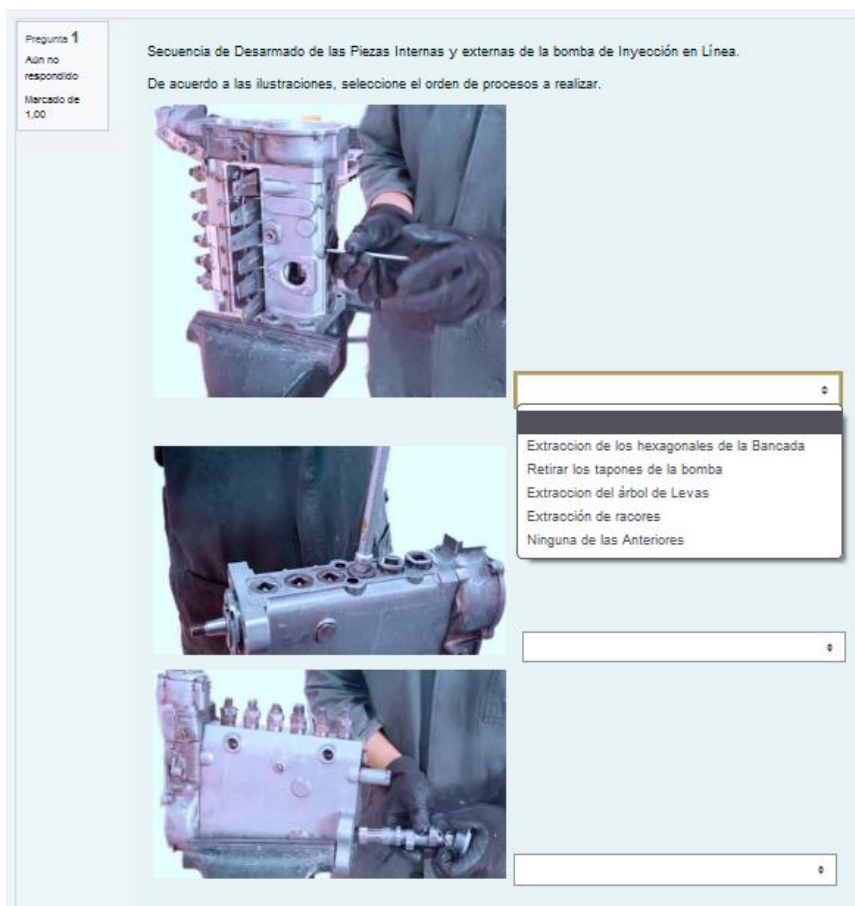 Pregunta 1
Aún no
respondido
Marcado de
1,00
Secuencia de Desarmado de las Piezas Internas y externas de la bomba de Inyección en Línea.
De acuerdo a las ilustraciones, seleccione el orden de procesos a realizar.
Extraccion de los hexagonales de la Bancada
Retirar los tapones de la bomba
Extraccion del árbol de Levas
Extracción de racores
Ninguna de las Anteriores